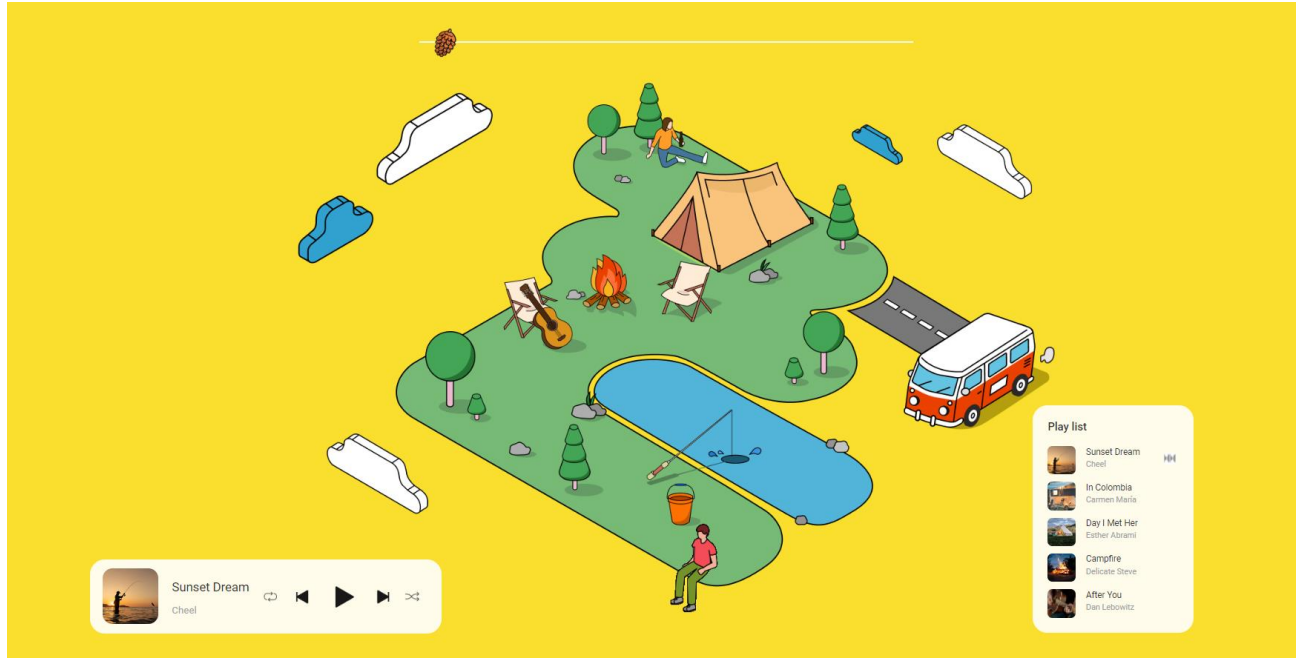 Play list
Sunset Dream
Cheel
In Colombia
Carmen María
Day I Met Her
Esther Abrami
Campfire
Delicate Steve
After You
Dan Lebowitz
Sunset Dream
Cheel